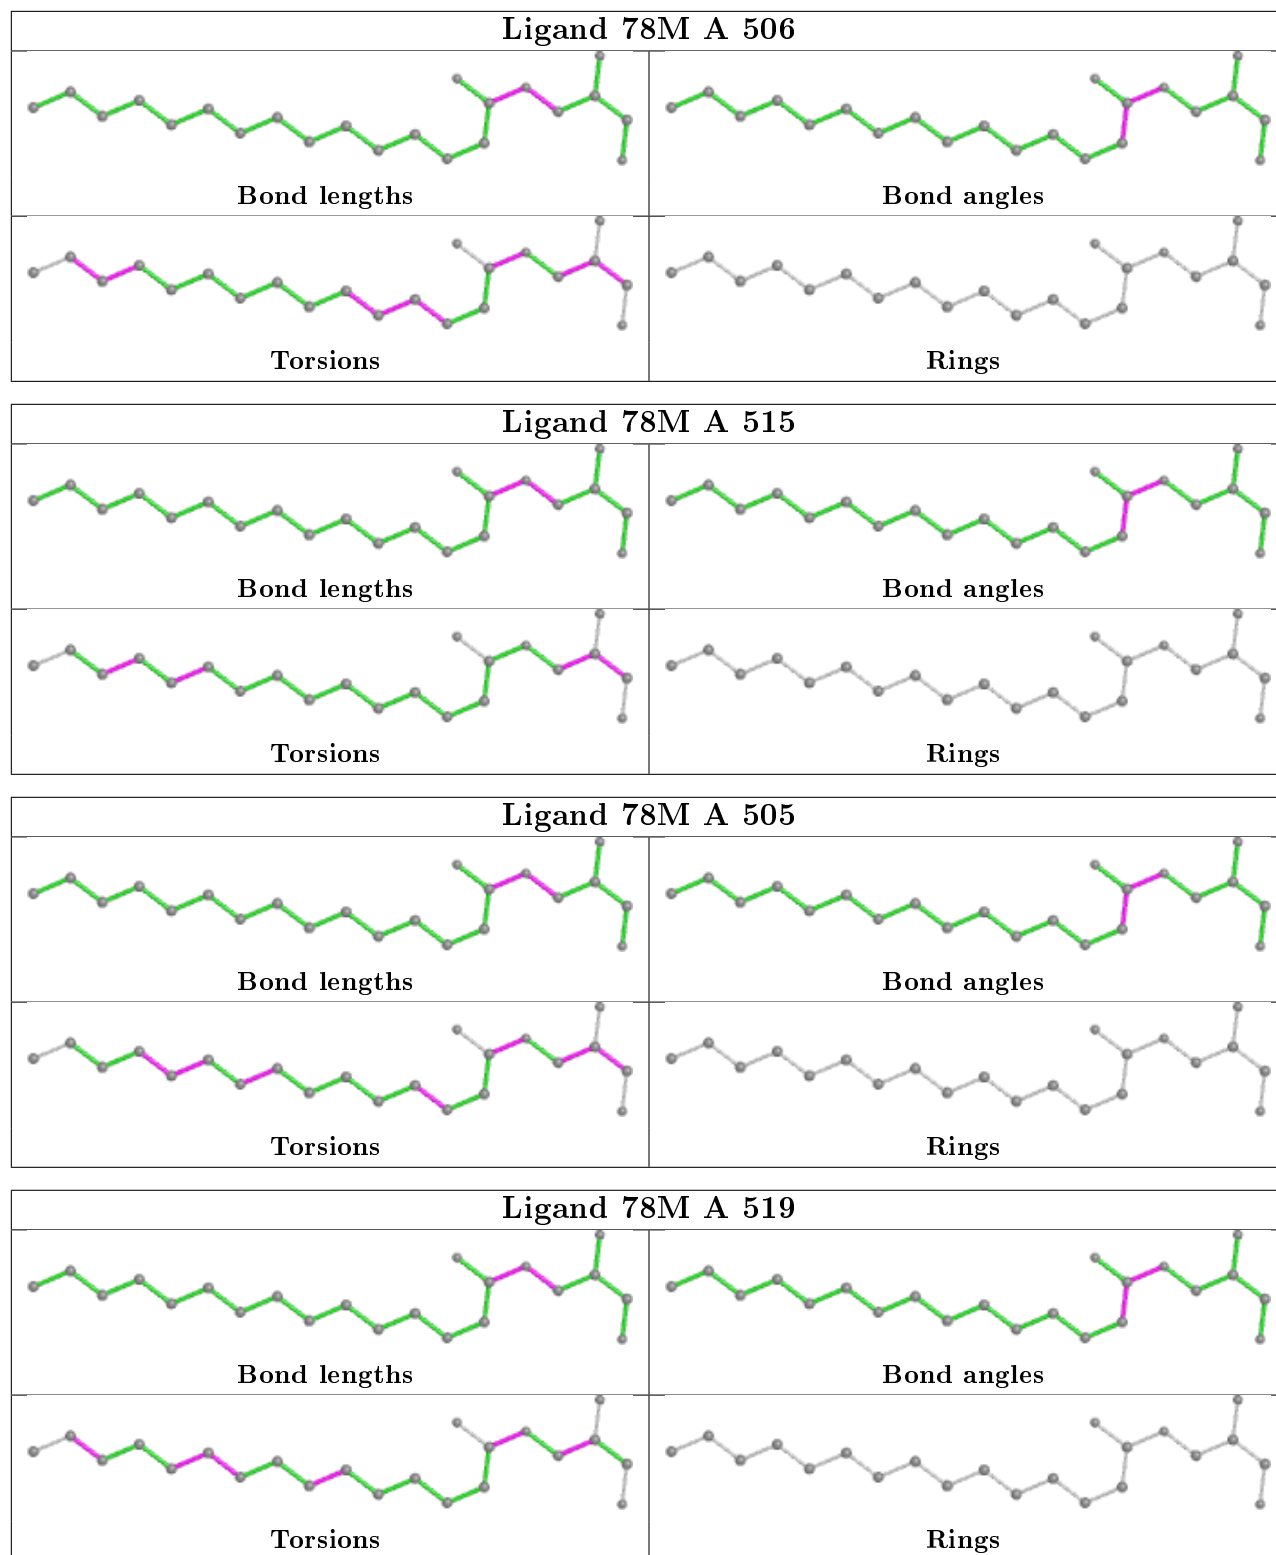 Ligand 78M A 506
Bond lengths
Bond angles
Torsions
Rings
Ligand 78M A 515
Bond lengths
Bond angles
Torsions
Rings
Ligand 78M A 505
Bond lengths
Bond angles
Torsions
Rings
Ligand 78M A 519
Bond lengths
Bond angles
Torsions
Rings